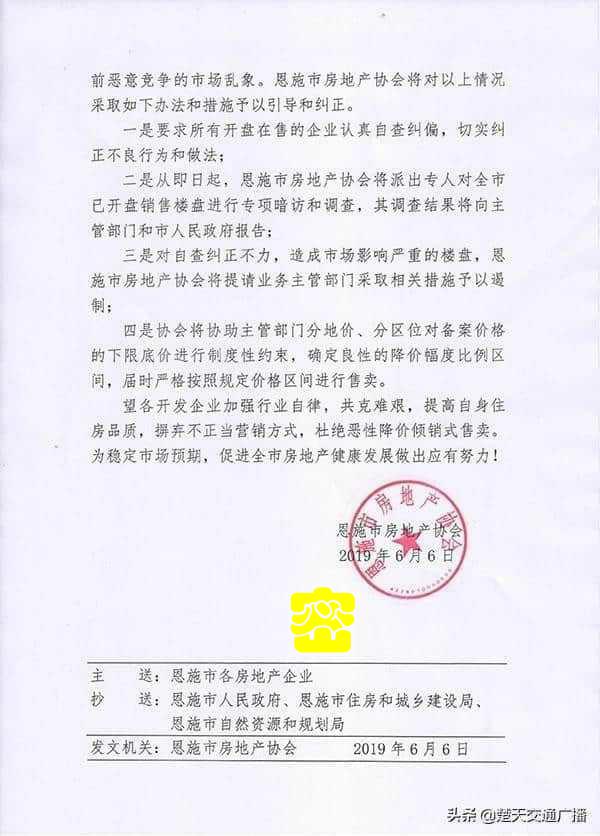 前恶意竞争的市场乱象。恩施市房地产协会将对以上情况
采取如下办法和措施予以引导和纠正。
一是要求所有开盘在售的企业认真自查纠偏，切实纠
正不良行为和做法；
二是从即日起，恩施市房地产协会将派出专人对全市
已开盘销售楼盘进行专项暗访和调查，其调查结果将向主
管部门和市人民政府报告；
三是对自查纠正不力，造成市场影响严重的楼盘，恩
施市房地产协会将提请业务主管部门采取相关措施予以遏
制；
四是协会将协助主管部门分地价、分区位对备案价格
的下限底价进行制度性约束，确定良性的降价幅度比例区
间，届时严格按照规定价格区间进行售卖。
望各开发企业加强行业自律，共克难艰，提高自身住
房品质，摒弃不正当营销方式，杜绝恶性降价倾销式售卖。
为稳定市场预期，促进全市房地产健康发展做出应有努力！
恩施市房地产协会
恩施市房地产协会
2019年6月6日
主 送：恩施市各房地产企业
抄 送：恩施市人民政府、恩施市住房和城乡建设局、
恩施市自然资源和规划局
发文机关：恩施市房地产协会 2019年6月6日
头条@楚天交通广播